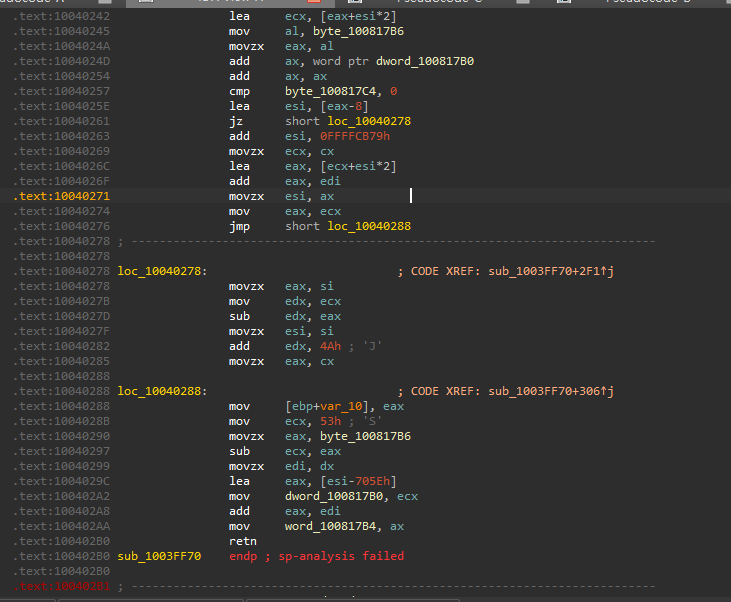 .text:10040242 lea ecx, [eax+esi*2]
.text:10040245 mov al, byte_100817B6
.text:1004024A movzx eax, al
.text:1004024D add ax, word ptr dword_100817B0
.text:10040254 add ax, ax
.text:10040257 cmp byte_100817C4, 0
.text:1004025E lea esi, [eax-8]
.text:10040261 jz short loc_10040278
.text:10040263 add esi, 0FFFFCB79h
.text:10040269 movzx ecx, cx
.text:1004026C lea eax, [ecx+esi*2]
.text:1004026F add eax, edi
.text:10040271 movzx esi, ax
.text:10040274 mov eax, ecx
.text:10040276 jmp short loc_10040288
.text:10040278 ; ---------------------------------------------------------------------------
.text:10040278
.text:10040278 loc_10040278: ; CODE XREF: sub_1003FF70+2F1↑j
.text:10040278 movzx eax, si
.text:1004027B mov edx, ecx
.text:1004027D sub edx, eax
.text:1004027F movzx esi, si
.text:10040282 add edx, 4Ah ; 'J'
.text:10040285 movzx eax, cx
.text:10040288
.text:10040288 loc_10040288: ; CODE XREF: sub_1003FF70+306↑j
.text:10040288 mov [ebp+var_10], eax
.text:1004028B mov ecx, 53h ; 'S'
.text:10040290 movzx eax, byte_100817B6
.text:10040297 sub ecx, eax
.text:10040299 movzx edi, dx
.text:1004029C lea eax, [esi-705Eh]
.text:100402A2 mov dword_100817B0, ecx
.text:100402A8 add eax, edi
.text:100402AA mov word_100817B4, ax
.text:100402B0 retn
.text:100402B0 sub_1003FF70 endp ; sp-analysis failed
.text:100402B0
.text:100402B1 ; ---------------------------------------------------------------------------